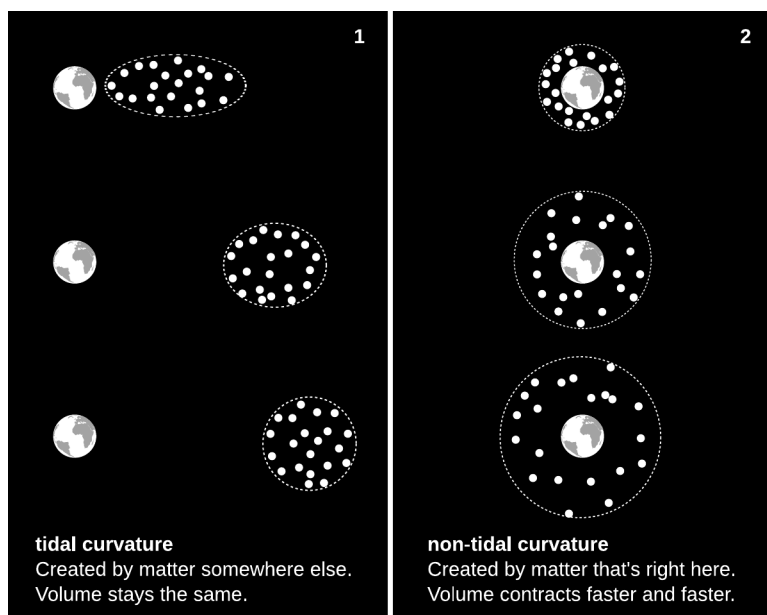 1
tidal curvature
Created by matter somewhere else.
Volume stays the same.
2
non-tidal curvature
Created by matter that's right here.
Volume contracts faster and faster.